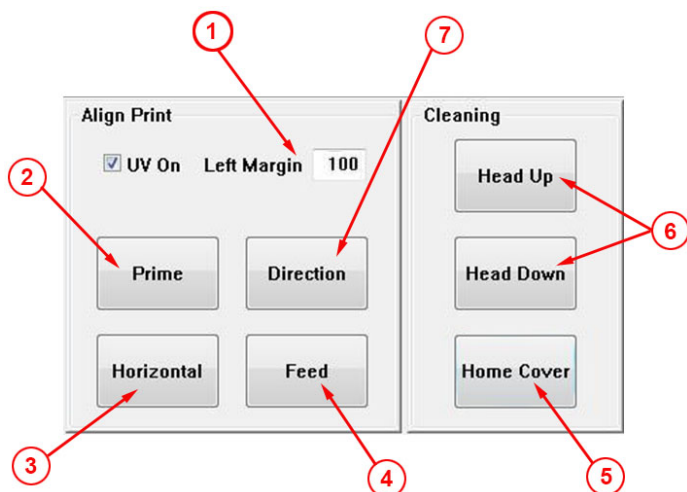 1
7
Align Print
Cleaning
UV On Left Margin 100
Head Up
2
6
Prime
Direction
Head Down
Horizontal
Feed
Home Cover
3
4
5